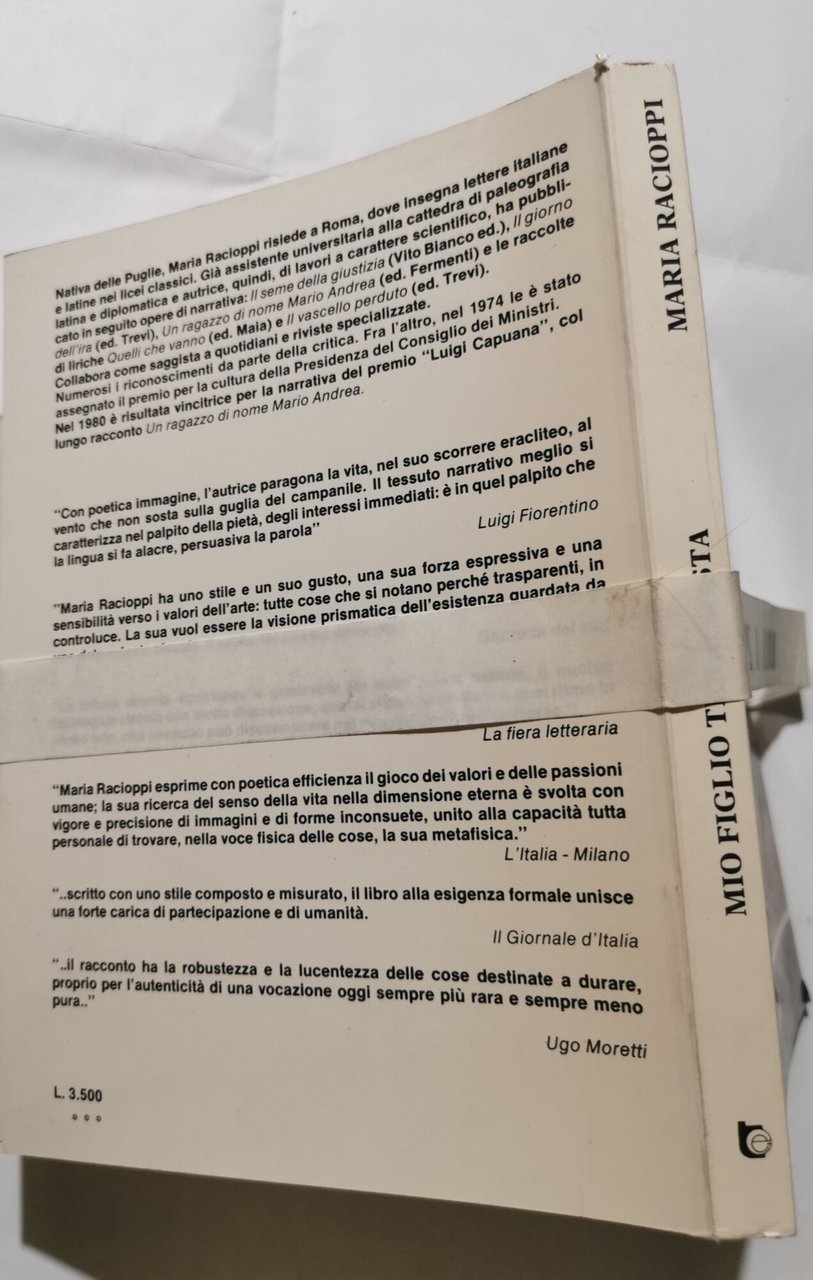 Nativa delle Puglie, Maria Racioppi risiede a Roma, dove insegna lettere italiane
e latine nei licei classici. Già assistente universitaria alla cattedra di paleografia
latina e diplomatica e autrice, quindi, di lavori a carattere scientifico, ha pubbli-
cato in seguito opere di narrativa: Il seme della giustizia (Vito Bianco ed.), Il giorno
dell'ira (ed. Trevi), Un ragazzo di nome Mario Andrea (ed. Fermenti) e le raccolte
di liriche Quelli che vanno (ed. Maia) e Il vascello perduto (ed. Trevi).
Collabora come saggista a quotidiani e riviste specializzate.
Numerosi i riconoscimenti da parte della critica. Fra l'altro, nel 1974 le è stato
assegnato il premio per la cultura della Presidenza del Consiglio dei Ministri.
Nel 1980 è risultata vincitrice per la narrativa del premio "Luigi Capuana", col
lungo racconto Un ragazzo di nome Mario Andrea.
"Con poetica immagine, l'autrice paragona la vita, nel suo scorrere eracliteo, al
vento che non sosta sulla guglia del campanile. Il tessuto narrativo meglio si
caratterizza nel palpito della pietà, degli interessi immediati: è in quel palpito che
la lingua si fa alacre, persuasiva la parola"
Luigi Fiorentino
"Maria Racioppi ha uno stile e un suo gusto, una sua forza espressiva e una
sensibilità verso i valori dell'arte: tutte cose che si notano perché trasparenti, in
controluce. La sua vuol essere la visione prismatica dell'esistenza guardata da
La fiera letteraria
"Maria Racioppi esprime con poetica efficienza il gioco dei valori e delle passioni
umane; la sua ricerca del senso della vita nella dimensione eterna è svolta con
vigore e precisione di immagini e di forme inconsuete, unito alla capacità tutta
personale di trovare, nella voce fisica delle cose, la sua metafisica."
L'Italia - Milano
"..scritto con uno stile composto e misurato, il libro alla esigenza formale unisce
una forte carica di partecipazione e di umanità.
Il Giornale d'Italia
"..il racconto ha la robustezza e la lucentezza delle cose destinate a durare,
proprio per l'autenticità di una vocazione oggi sempre più rara e sempre meno
pura.."
Ugo Moretti
L. 3.500
* * *
MARIA RACIOPPI
MIO FIGLIO